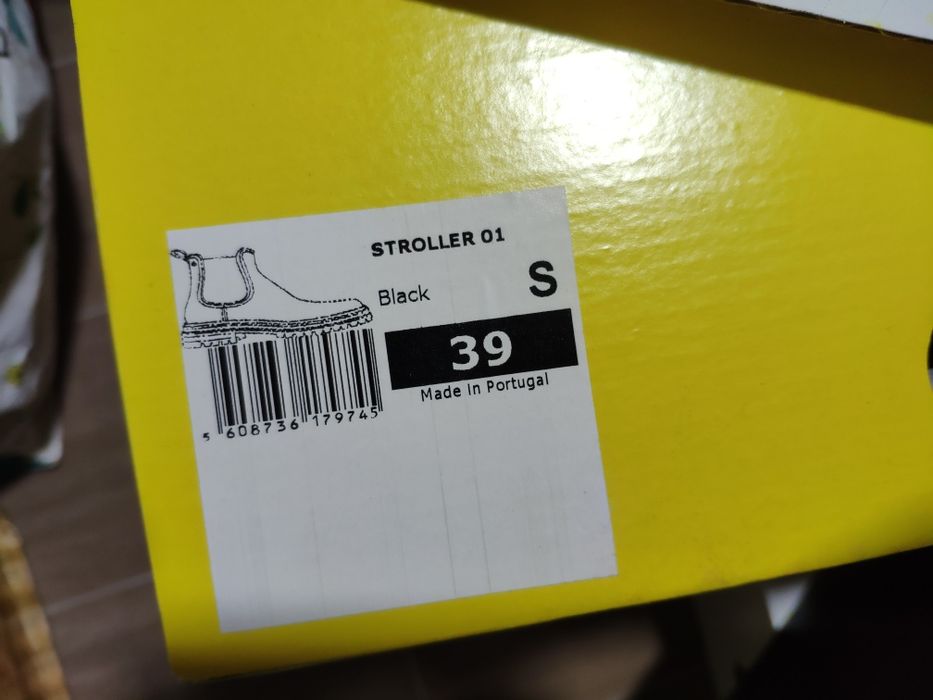 STROLLER 01
Black
S
39
Made In Portugal
5 608736 179745